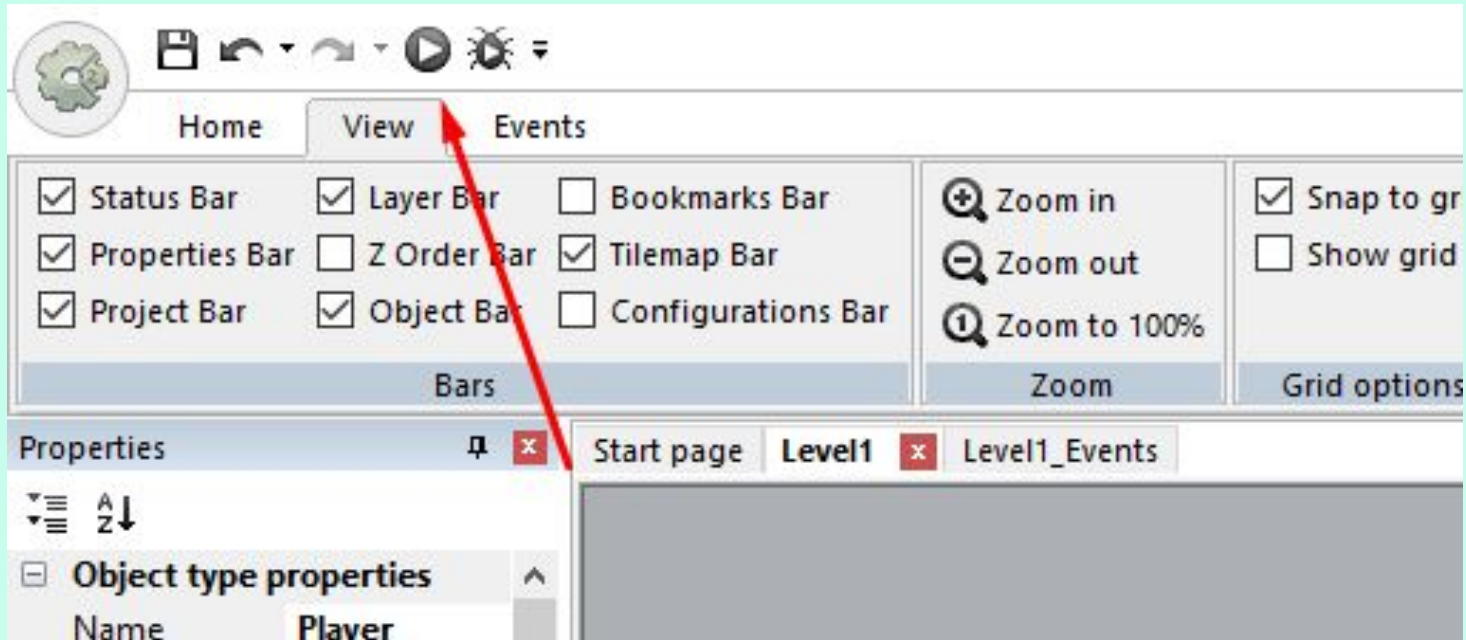 Home View Events
Status Bar Layer Bar Bookmarks Bar Zoom in Snap to gr
Properties Bar Z Order Bar Tilemap Bar Zoom out Show grid
Project Bar Object Bar Configurations Bar Zoom to 100%
Bars Zoom Grid options
Properties Start page Level1 Level1_Events
Object type properties
Name Player